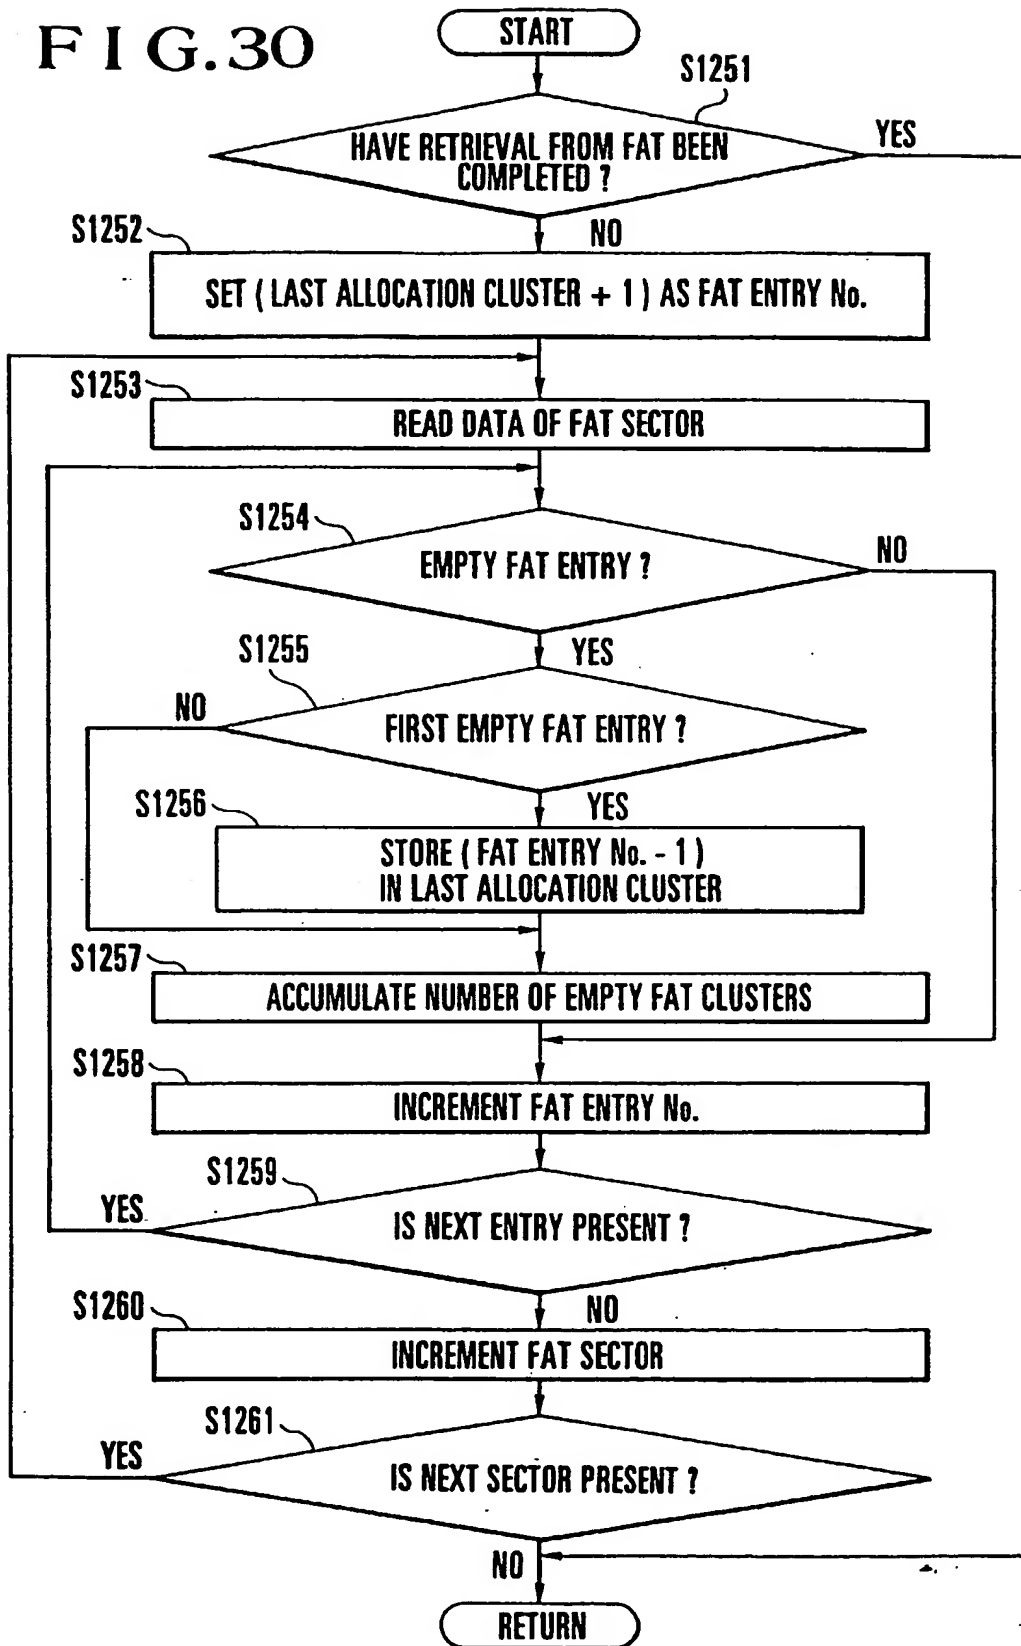 FIG.30
START
S1251
HAVE RETRIEVAL FROM FAT BEEN
COMPLETED ?
YES
NO
S1252
SET ( LAST ALLOCATION CLUSTER + 1 ) AS FAT ENTRY No.
S1253
READ DATA OF FAT SECTOR
S1254
EMPTY FAT ENTRY ?
NO
YES
S1255
NO
FIRST EMPTY FAT ENTRY ?
YES
S1256
STORE ( FAT ENTRY No. - 1 )
IN LAST ALLOCATION CLUSTER
S1257
ACCUMULATE NUMBER OF EMPTY FAT CLUSTERS
S1258
INCREMENT FAT ENTRY No.
S1259
YES
IS NEXT ENTRY PRESENT ?
NO
S1260
INCREMENT FAT SECTOR
S1261
YES
IS NEXT SECTOR PRESENT ?
NO
RETURN